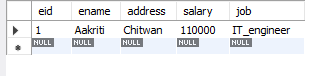 eid ename address salary job
1 Aakriti Chitwan 110000 IT_engineer
NULL NULL NULL NULL NULL